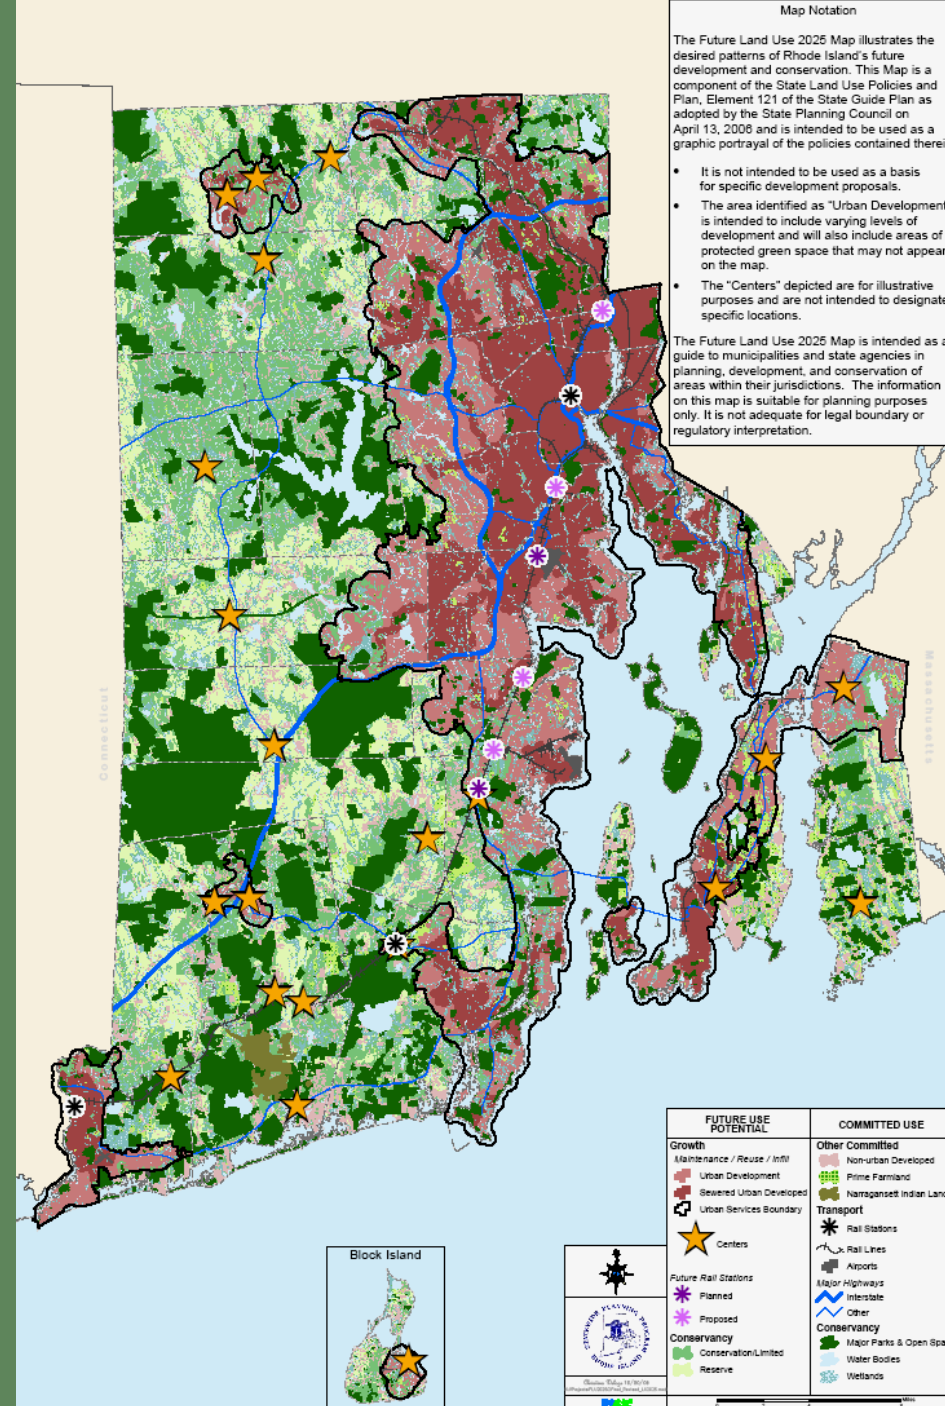 Map Notation
The Future Land Use 2025 Map illustrates the
desired patterns of Rhode Island's future
development and conservation. This Map is a
component of the State Land Use Policies and
Plan, Element 121 of the State Guide Plan as
adopted by the State Planning Council on
April 13, 2006 and is intended to be used as a
graphic portrayal of the policies contained therei
• It is not intended to be used as a basis
for specific development proposals.
• The area identified as "Urban Development
is intended to include varying levels of
development and will also include areas of
protected green space that may not appear
on the map.
• The "Centers" depicted are for illustrative
purposes and are not intended to designate
specific locations.
The Future Land Use 2025 Map is intended as a
guide to municipalities and state agencies in
planning, development, and conservation of
areas within their jurisdictions. The information
on this map is suitable for planning purposes
only. It is not adequate for legal boundary or
regulatory interpretation.
Connecticut
Massachusetts
Block Island
STATEWIDE PLANNING PROGRAM
RHODE ISLAND
FUTURE USE
POTENTIAL
Growth
Maintenance / Reuse / Infill
Urban Development
Sewered Urban Developed
Urban Services Boundary
Centers
Future Rail Stations
Planned
Proposed
Conservancy
Conservation/Limited
Reserve
COMMITTED USE
Other Committed
Non-urban Developed
Prime Farmland
Narragansett Indian Land
Transport
Rail Stations
Rail Lines
Airports
Major Highways
Interstate
Other
Conservancy
Major Parks & Open Spa
Water Bodies
Wetlands
Miles